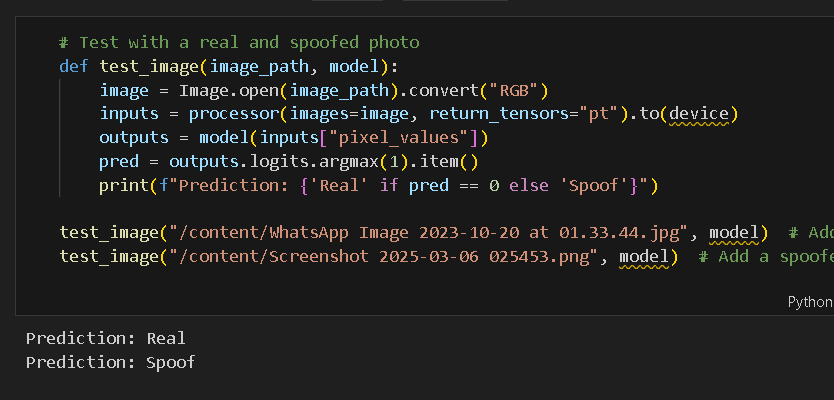 # Test with a real and spoofed photo
def test_image(image_path, model):
    image = Image.open(image_path).convert("RGB")
    inputs = processor(images=image, return_tensors="pt").to(device)
    outputs = model(inputs["pixel_values"])
    pred = outputs.logits.argmax(1).item()
    print(f"Prediction: {'Real' if pred == 0 else 'Spoof'}")
test_image("/content/WhatsApp Image 2023-10-20 at 01.33.44.jpg", model)  # Add
test_image("/content/Screenshot 2025-03-06 025453.png", model)  # Add a spoofe
Python
Prediction: Real
Prediction: Spoof